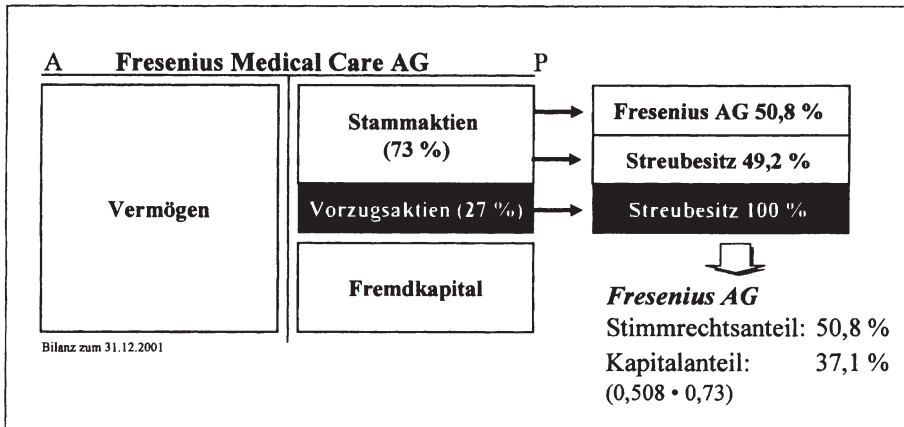 A Fresenius Medical Care AG P
Vermögen
Stammaktien
(73 %)
Vorzugsaktien (27 %)
Fremdkapital
Fresenius AG 50,8 %
Streubesitz 49,2 %
Streubesitz 100 %
Bilanz zum 31.12.2001
Fresenius AG
Stimmrechtsanteil: 50,8 %
Kapitalanteil: 37,1 %
(0,508 • 0,73)